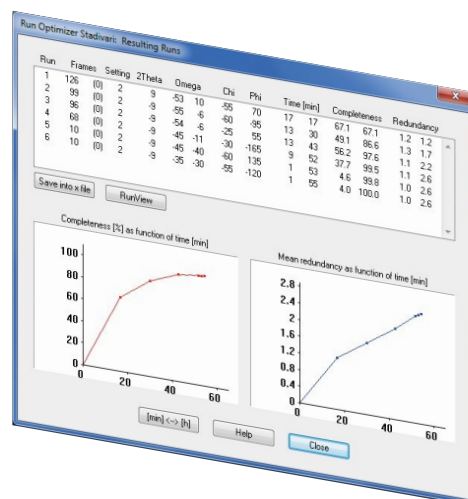 Run Optimizer Stadivari: Resulting Runs
Run Frames Setting 2Theta Omega Chi Phi Time [min] Completeness Redundancy
1 126 (0) 2 9 -53 10 -55 70 17 17 67.1 67.1 1.2 1.2
2 99 (0) 2 -9 -55 -6 -60 -95 13 30 49.1 86.6 1.3 1.7
3 96 (0) 2 -9 -54 -6 -25 55 13 43 56.2 97.6 1.1 2.2
4 68 (0) 2 -9 -45 -11 -30 -165 9 52 37.7 99.5 1.1 2.6
5 10 (0) 2 -9 -45 -40 -60 135 1 53 4.6 99.8 1.0 2.6
6 10 (0) 2 -9 -35 -30 -55 -120 1 55 4.0 100.0 1.0 2.6
Save into x file RunView
Completeness [%] as function of time [min]
100
80
60
40
20
0
0 20 40 60
Mean redundancy as function of time [min]
2.8
2.4
2
1.6
1.2
0.8
0.4
0
0 20 40 60
[min] <-> [h] Help Close